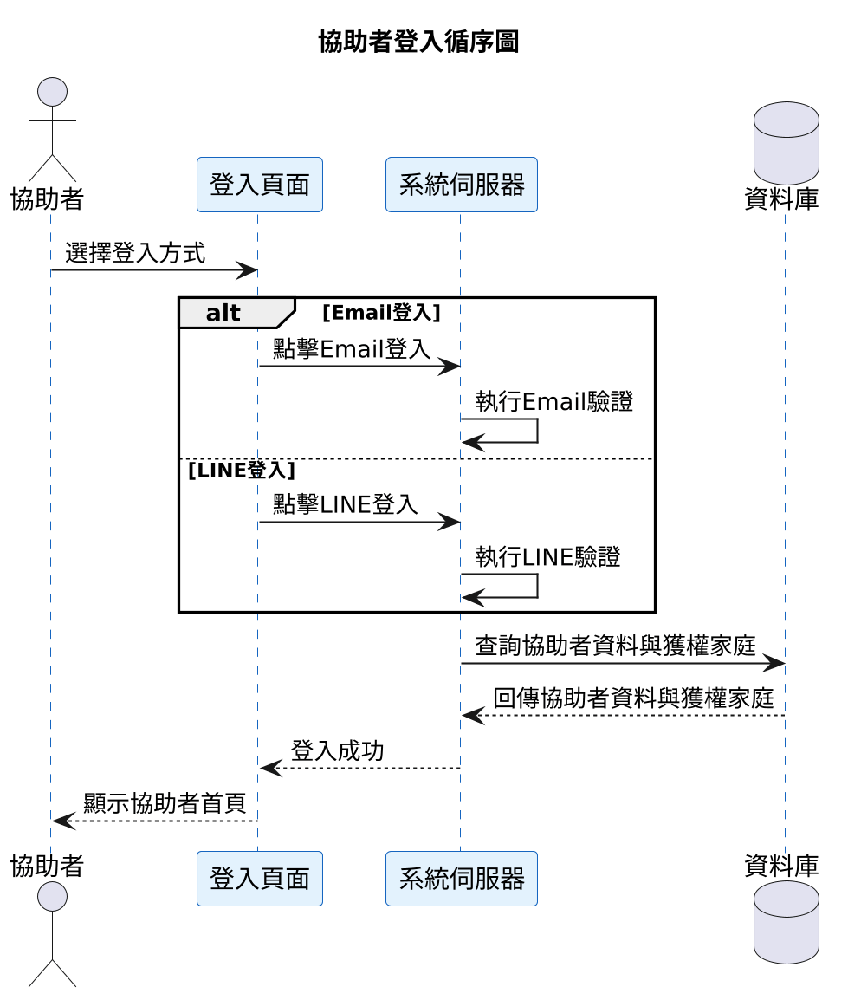 協助者登入循序圖
協助者
登入頁面
系統伺服器
資料庫
選擇登入方式
alt
[Email登入]
點擊Email登入
執行Email驗證
[LINE登入]
點擊LINE登入
執行LINE驗證
查詢協助者資料與獲權家庭
回傳協助者資料與獲權家庭
登入成功
顯示協助者首頁
協助者
登入頁面
系統伺服器
資料庫